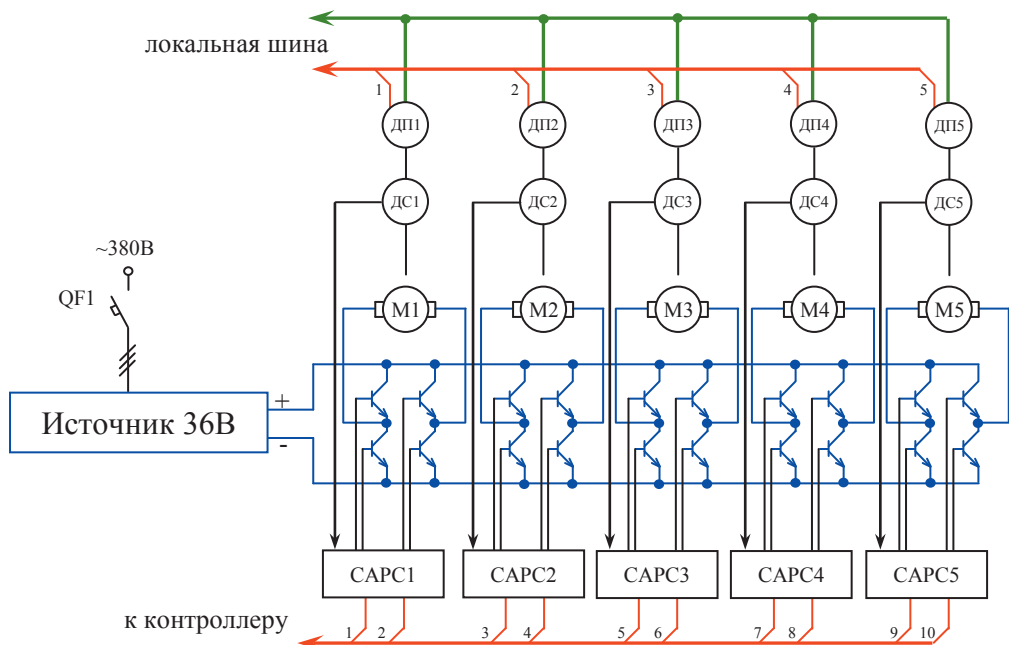 локальная шина
1 2 3 4 5
ДП1 ДП2 ДП3 ДП4 ДП5
ДС1 ДС2 ДС3 ДС4 ДС5
~380В
QF1
М1 М2 М3 М4 М5
+
Источник 36В
-
САРС1 САРС2 САРС3 САРС4 САРС5
к контроллеру
1 2 3 4 5 6 7 8 9 10